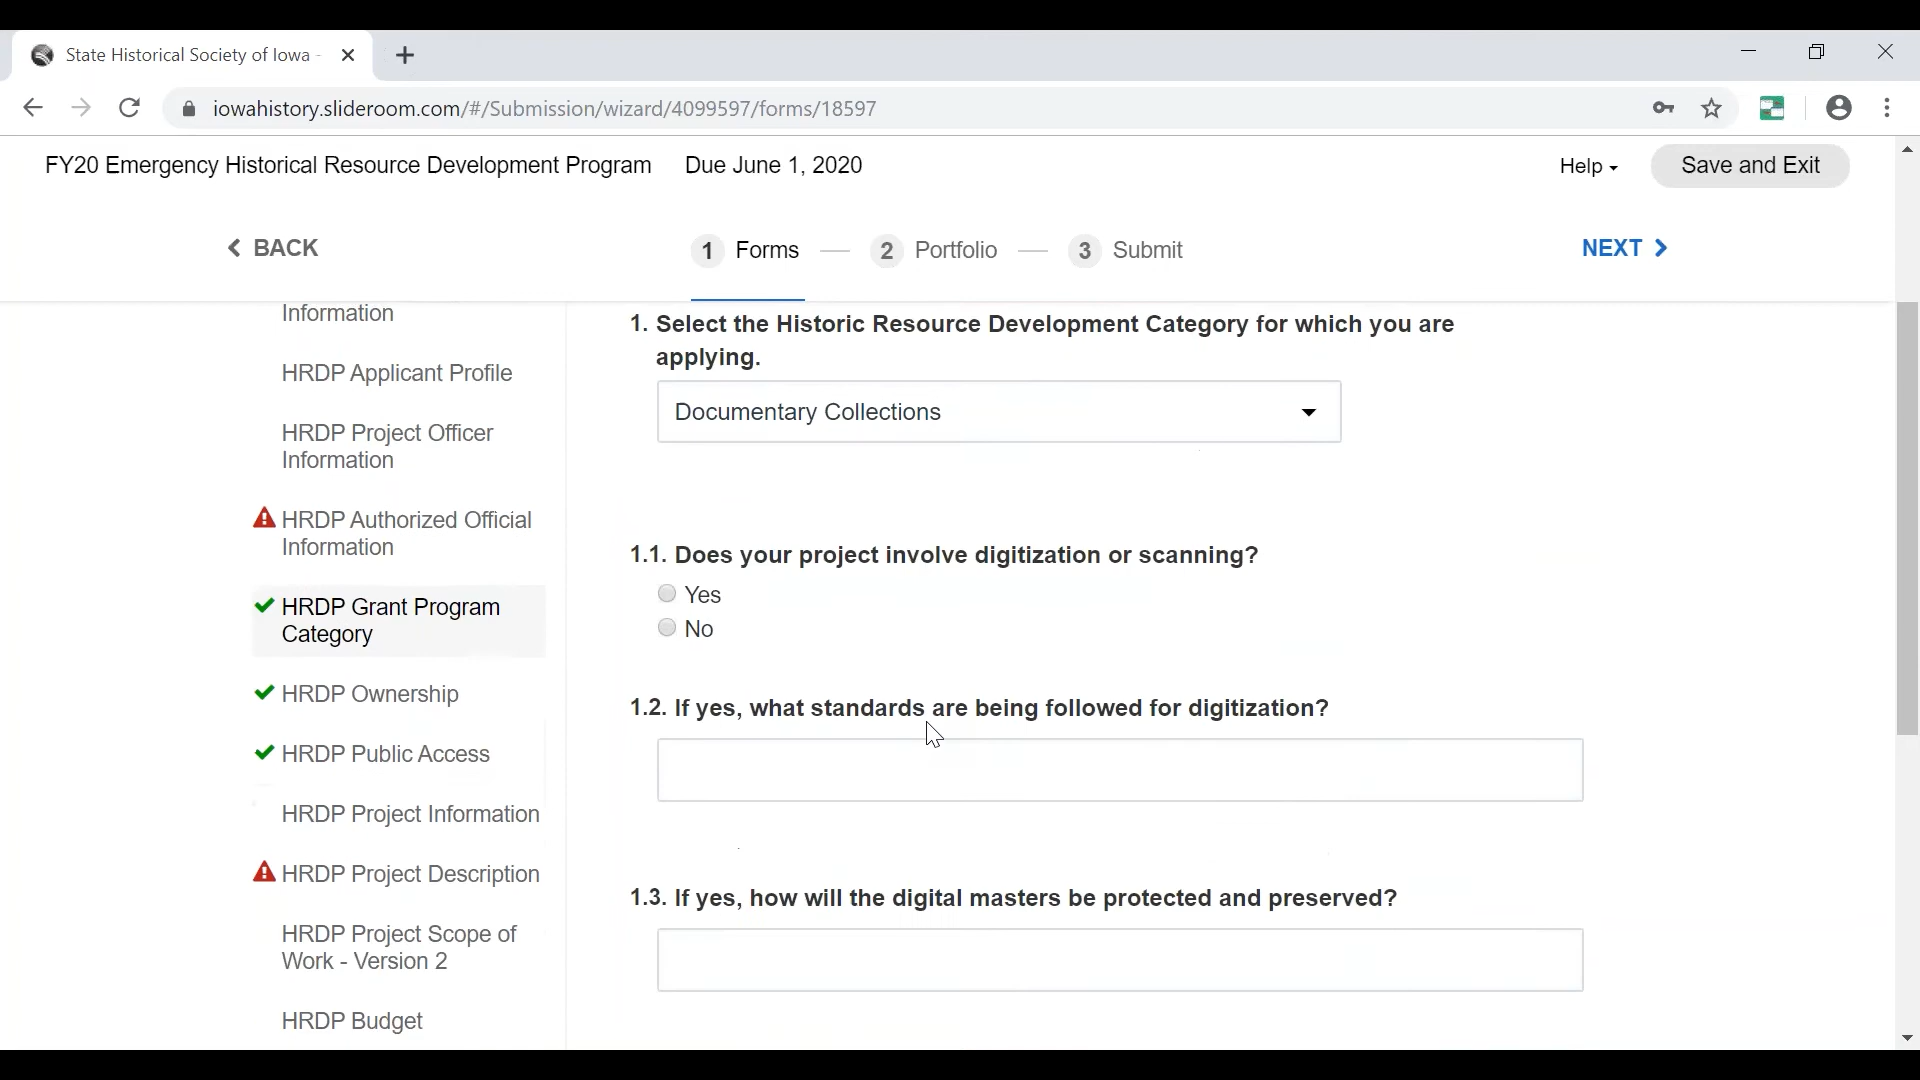 State Historical Society of Iowa -
iowahistory.slideroom.com/#/Submission/wizard/4099597/forms/18597
FY20 Emergency Historical Resource Development Program Due June 1, 2020
Help
Save and Exit
BACK
1 Forms
2 Portfolio
3 Submit
NEXT
Information
HRDP Applicant Profile
HRDP Project Officer
Information
HRDP Authorized Official
Information
HRDP Grant Program
Category
HRDP Ownership
HRDP Public Access
HRDP Project Information
HRDP Project Description
HRDP Project Scope of
Work - Version 2
HRDP Budget
1. Select the Historic Resource Development Category for which you are
applying.
Documentary Collections
1.1. Does your project involve digitization or scanning?
Yes
No
1.2. If yes, what standards are being followed for digitization?
1.3. If yes, how will the digital masters be protected and preserved?